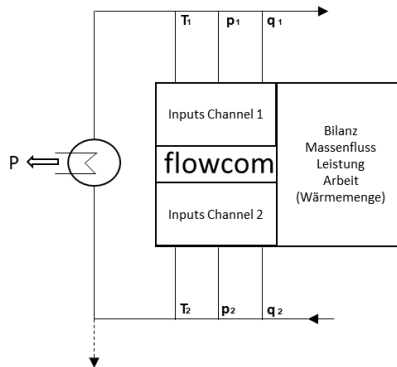 T1 p1 q1
Inputs Channel 1
flowcom
Inputs Channel 2
Bilanz
Massenfluss
Leistung
Arbeit
(Wärmemenge)
P
T2 p2 q2